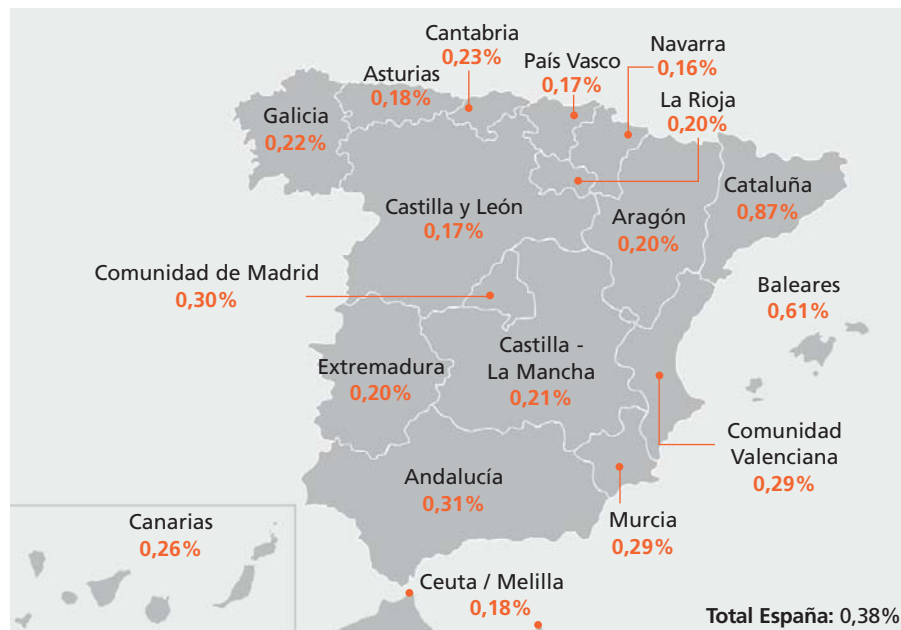 Cantabria
0,23%
País Vasco
0,17%
Navarra
0,16%
Asturias
0,18%
La Rioja
0,20%
Galicia
0,22%
Cataluña
0,87%
Castilla y León
0,17%
Aragón
0,20%
Comunidad de Madrid
0,30%
Baleares
0,61%
Castilla -
La Mancha
0,21%
Extremadura
0,20%
Comunidad
Valenciana
0,29%
Andalucía
0,31%
Murcia
0,29%
Canarias
0,26%
Ceuta / Melilla
0,18%
Total España: 0,38%